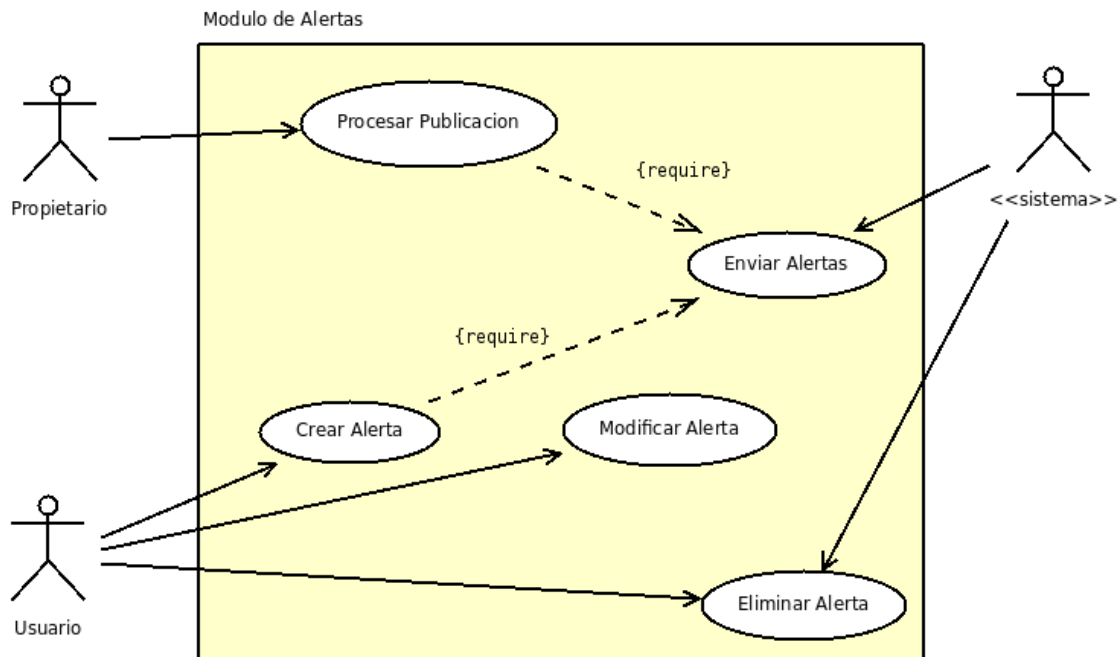 Modulo de Alertas
Procesar Publicacion
{require}
Propietario
<<sistema>>
Enviar Alertas
{require}
Crear Alerta
Modificar Alerta
Eliminar Alerta
Usuario